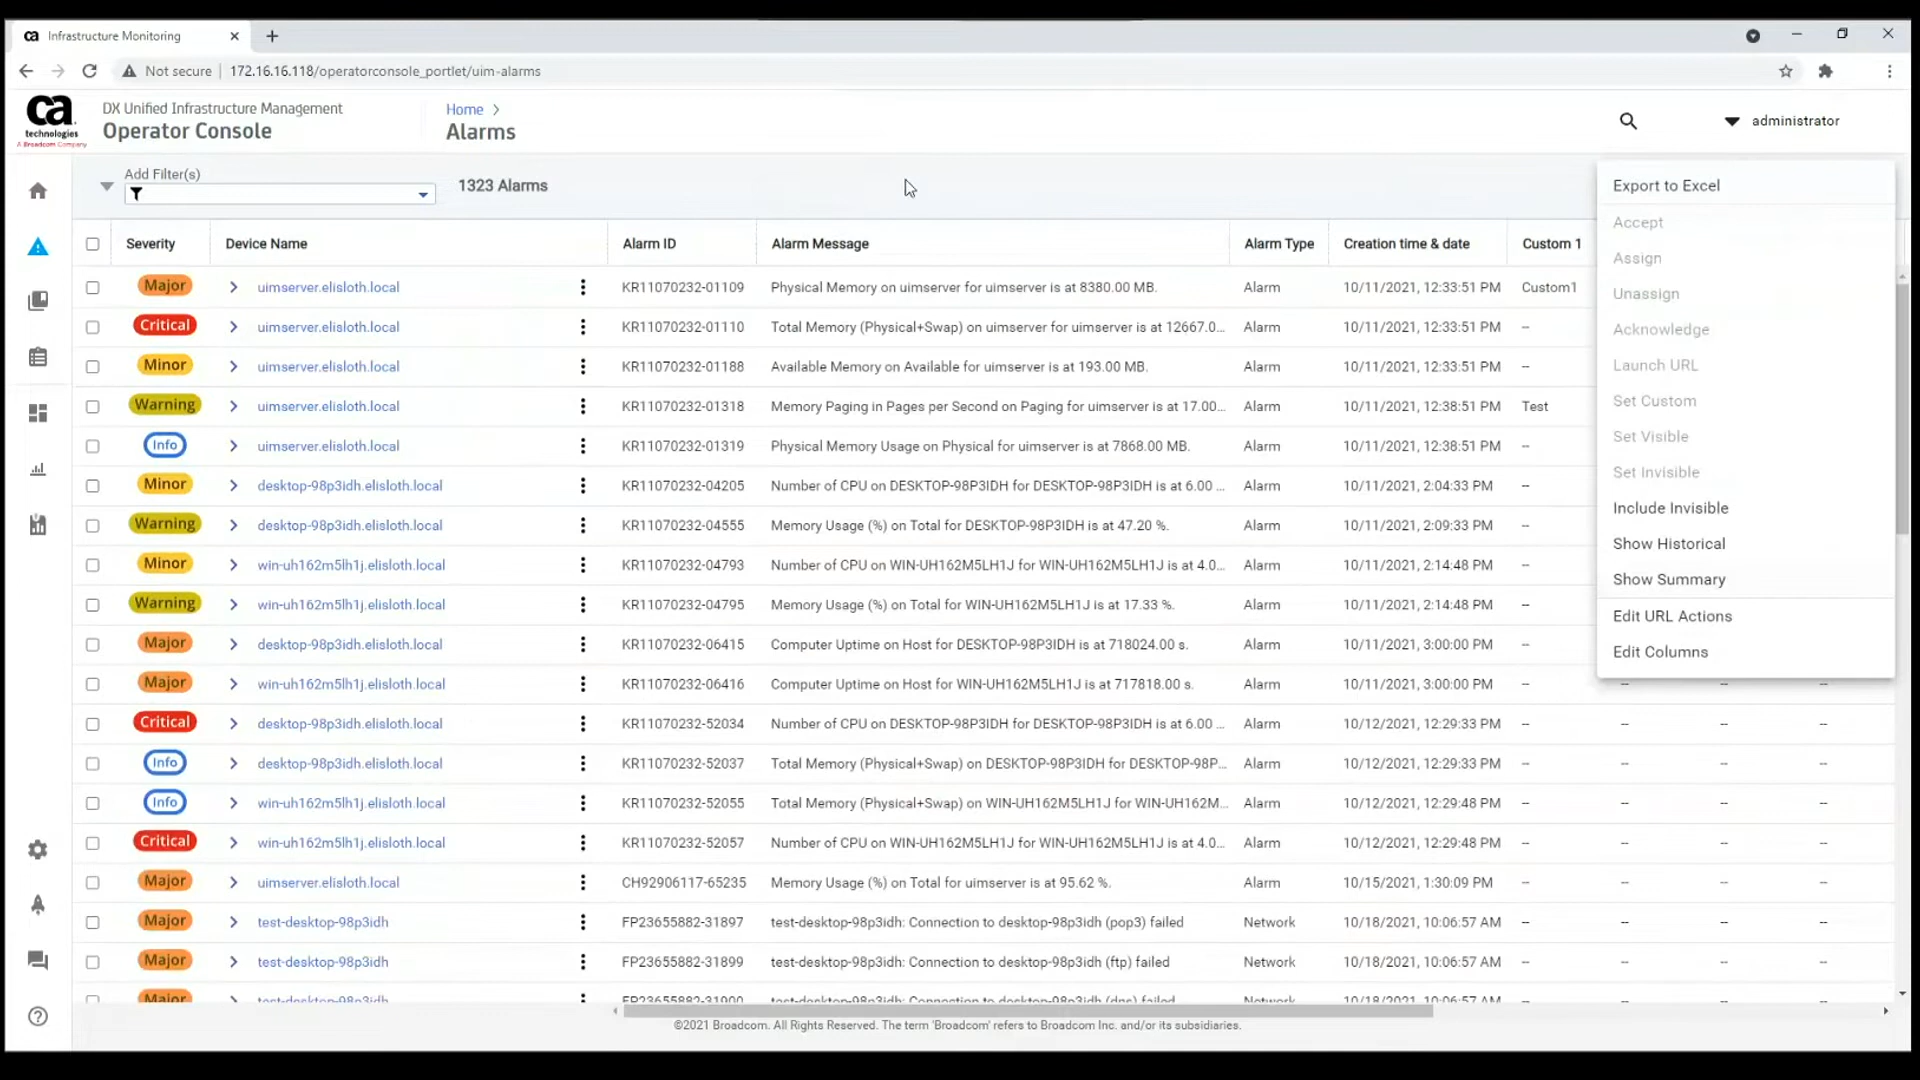 ca Infrastructure Monitoring
Not secure 172.16.16.118/operatorconsole_portlet/uim-alarms
ca technologies A Broadcom Company
DX Unified Infrastructure Management
Operator Console
Home >
Alarms
administrator
Add Filter(s)
1323 Alarms
Severity Device Name Alarm ID Alarm Message Alarm Type Creation time & date Custom 1
Major uimserver.elisloth.local KR11070232-01109 Physical Memory on uimserver for uimserver is at 8380.00 MB. Alarm 10/11/2021, 12:33:51 PM Custom1
Critical uimserver.elisloth.local KR11070232-01110 Total Memory (Physical+Swap) on uimserver for uimserver is at 12667.0... Alarm 10/11/2021, 12:33:51 PM --
Minor uimserver.elisloth.local KR11070232-01188 Available Memory on Available for uimserver is at 193.00 MB. Alarm 10/11/2021, 12:33:51 PM --
Warning uimserver.elisloth.local KR11070232-01318 Memory Paging in Pages per Second on Paging for uimserver is at 17.00... Alarm 10/11/2021, 12:38:51 PM Test
Info uimserver.elisloth.local KR11070232-01319 Physical Memory Usage on Physical for uimserver is at 7868.00 MB. Alarm 10/11/2021, 12:38:51 PM --
Minor desktop-98p3idh.elisloth.local KR11070232-04205 Number of CPU on DESKTOP-98P3IDH for DESKTOP-98P3IDH is at 6.00 ... Alarm 10/11/2021, 2:04:33 PM --
Warning desktop-98p3idh.elisloth.local KR11070232-04555 Memory Usage (%) on Total for DESKTOP-98P3IDH is at 47.20 %. Alarm 10/11/2021, 2:09:33 PM --
Minor win-uh162m5lh1j.elisloth.local KR11070232-04793 Number of CPU on WIN-UH162M5LH1J for WIN-UH162M5LH1J is at 4.0... Alarm 10/11/2021, 2:14:48 PM --
Warning win-uh162m5lh1j.elisloth.local KR11070232-04795 Memory Usage (%) on Total for WIN-UH162M5LH1J is at 17.33 %. Alarm 10/11/2021, 2:14:48 PM --
Major desktop-98p3idh.elisloth.local KR11070232-06415 Computer Uptime on Host for DESKTOP-98P3IDH is at 718024.00 s. Alarm 10/11/2021, 3:00:00 PM --
Major win-uh162m5lh1j.elisloth.local KR11070232-06416 Computer Uptime on Host for WIN-UH162M5LH1J is at 717818.00 s. Alarm 10/11/2021, 3:00:00 PM -- -- -- --
Critical desktop-98p3idh.elisloth.local KR11070232-52034 Number of CPU on DESKTOP-98P3IDH for DESKTOP-98P3IDH is at 6.00 ... Alarm 10/12/2021, 12:29:33 PM -- -- -- --
Info desktop-98p3idh.elisloth.local KR11070232-52037 Total Memory (Physical+Swap) on DESKTOP-98P3IDH for DESKTOP-98P... Alarm 10/12/2021, 12:29:33 PM -- -- -- --
Info win-uh162m5lh1j.elisloth.local KR11070232-52055 Total Memory (Physical+Swap) on WIN-UH162M5LH1J for WIN-UH162M... Alarm 10/12/2021, 12:29:48 PM -- -- -- --
Critical win-uh162m5lh1j.elisloth.local KR11070232-52057 Number of CPU on WIN-UH162M5LH1J for WIN-UH162M5LH1J is at 4.0... Alarm 10/12/2021, 12:29:48 PM -- -- -- --
Major uimserver.elisloth.local CH92906117-65235 Memory Usage (%) on Total for uimserver is at 95.62 %. Alarm 10/15/2021, 1:30:09 PM -- -- -- --
Major test-desktop-98p3idh FP23655882-31897 test-desktop-98p3idh: Connection to desktop-98p3idh (pop3) failed Network 10/18/2021, 10:06:57 AM -- -- -- --
Major test-desktop-98p3idh FP23655882-31899 test-desktop-98p3idh: Connection to desktop-98p3idh (ftp) failed Network 10/18/2021, 10:06:57 AM -- -- -- --
Major test-desktop-98p3idh FP23655882-31900 test-desktop-98p3idh: Connection to desktop-98p3idh (dns) failed Network 10/18/2021, 10:06:57 AM -- -- -- --
Export to Excel
Accept
Assign
Unassign
Acknowledge
Launch URL
Set Custom
Set Visible
Set Invisible
Include Invisible
Show Historical
Show Summary
Edit URL Actions
Edit Columns
©2021 Broadcom. All Rights Reserved. The term 'Broadcom' refers to Broadcom Inc. and/or its subsidiaries.